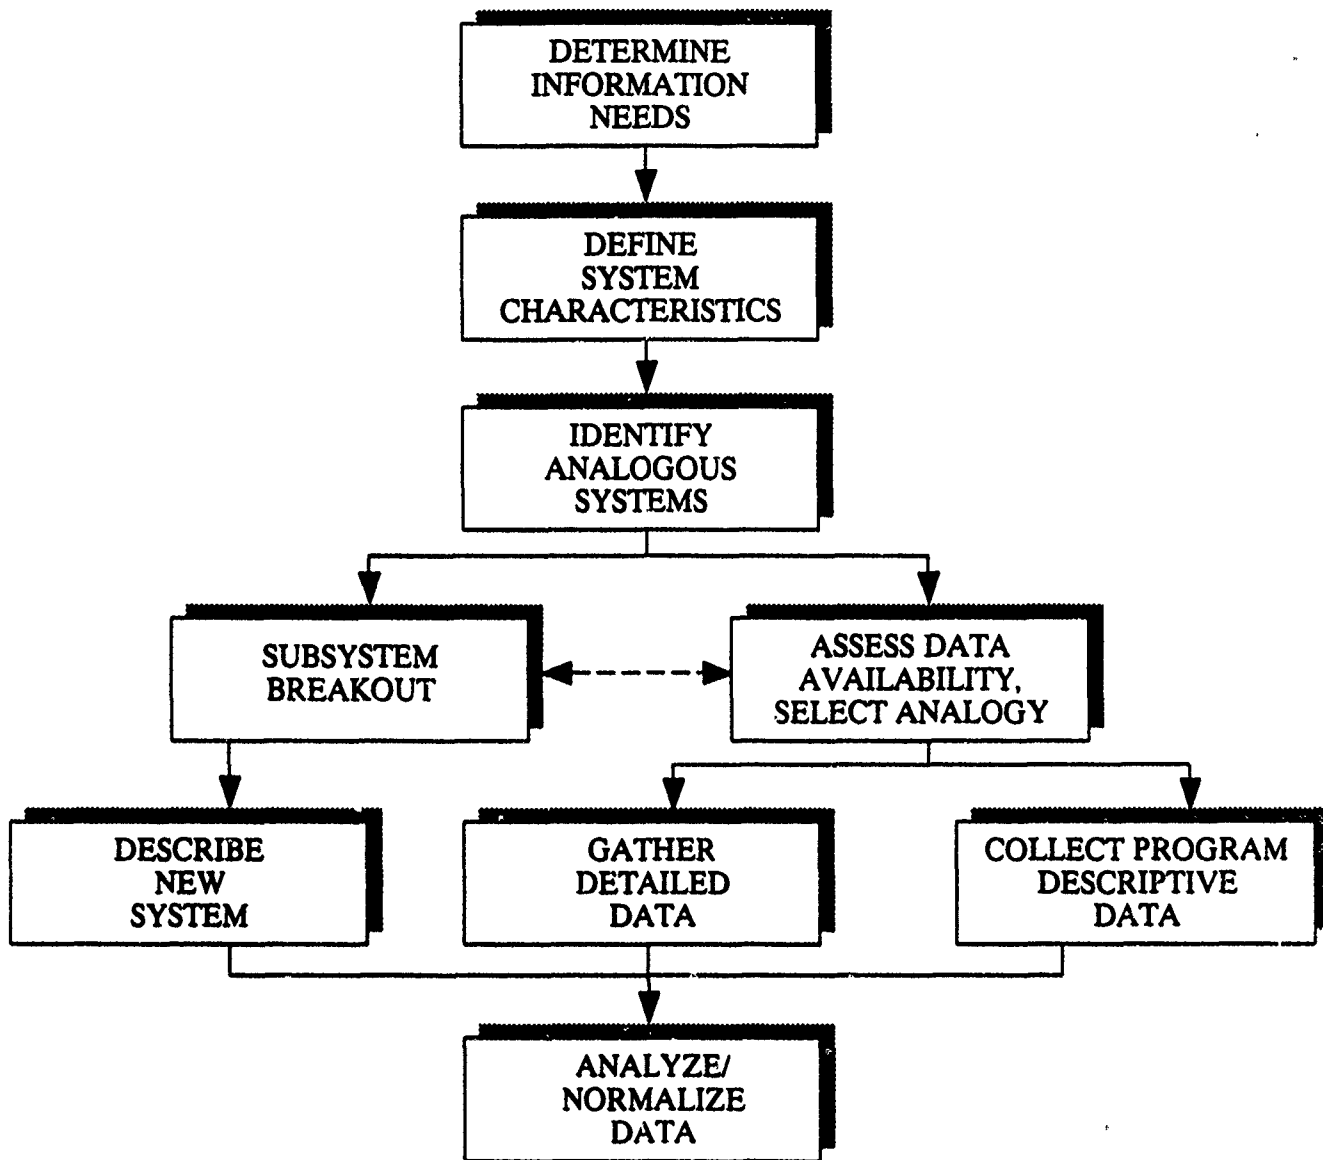 DETERMINE
INFORMATION
NEEDS
DEFINE
SYSTEM
CHARACTERISTICS
IDENTIFY
ANALOGOUS
SYSTEMS
SUBSYSTEM
BREAKOUT
ASSESS DATA
AVAILABILITY,
SELECT ANALOGY
DESCRIBE
NEW
SYSTEM
GATHER
DETAILED
DATA
COLLECT PROGRAM
DESCRIPTIVE
DATA
ANALYZE/
NORMALIZE
DATA